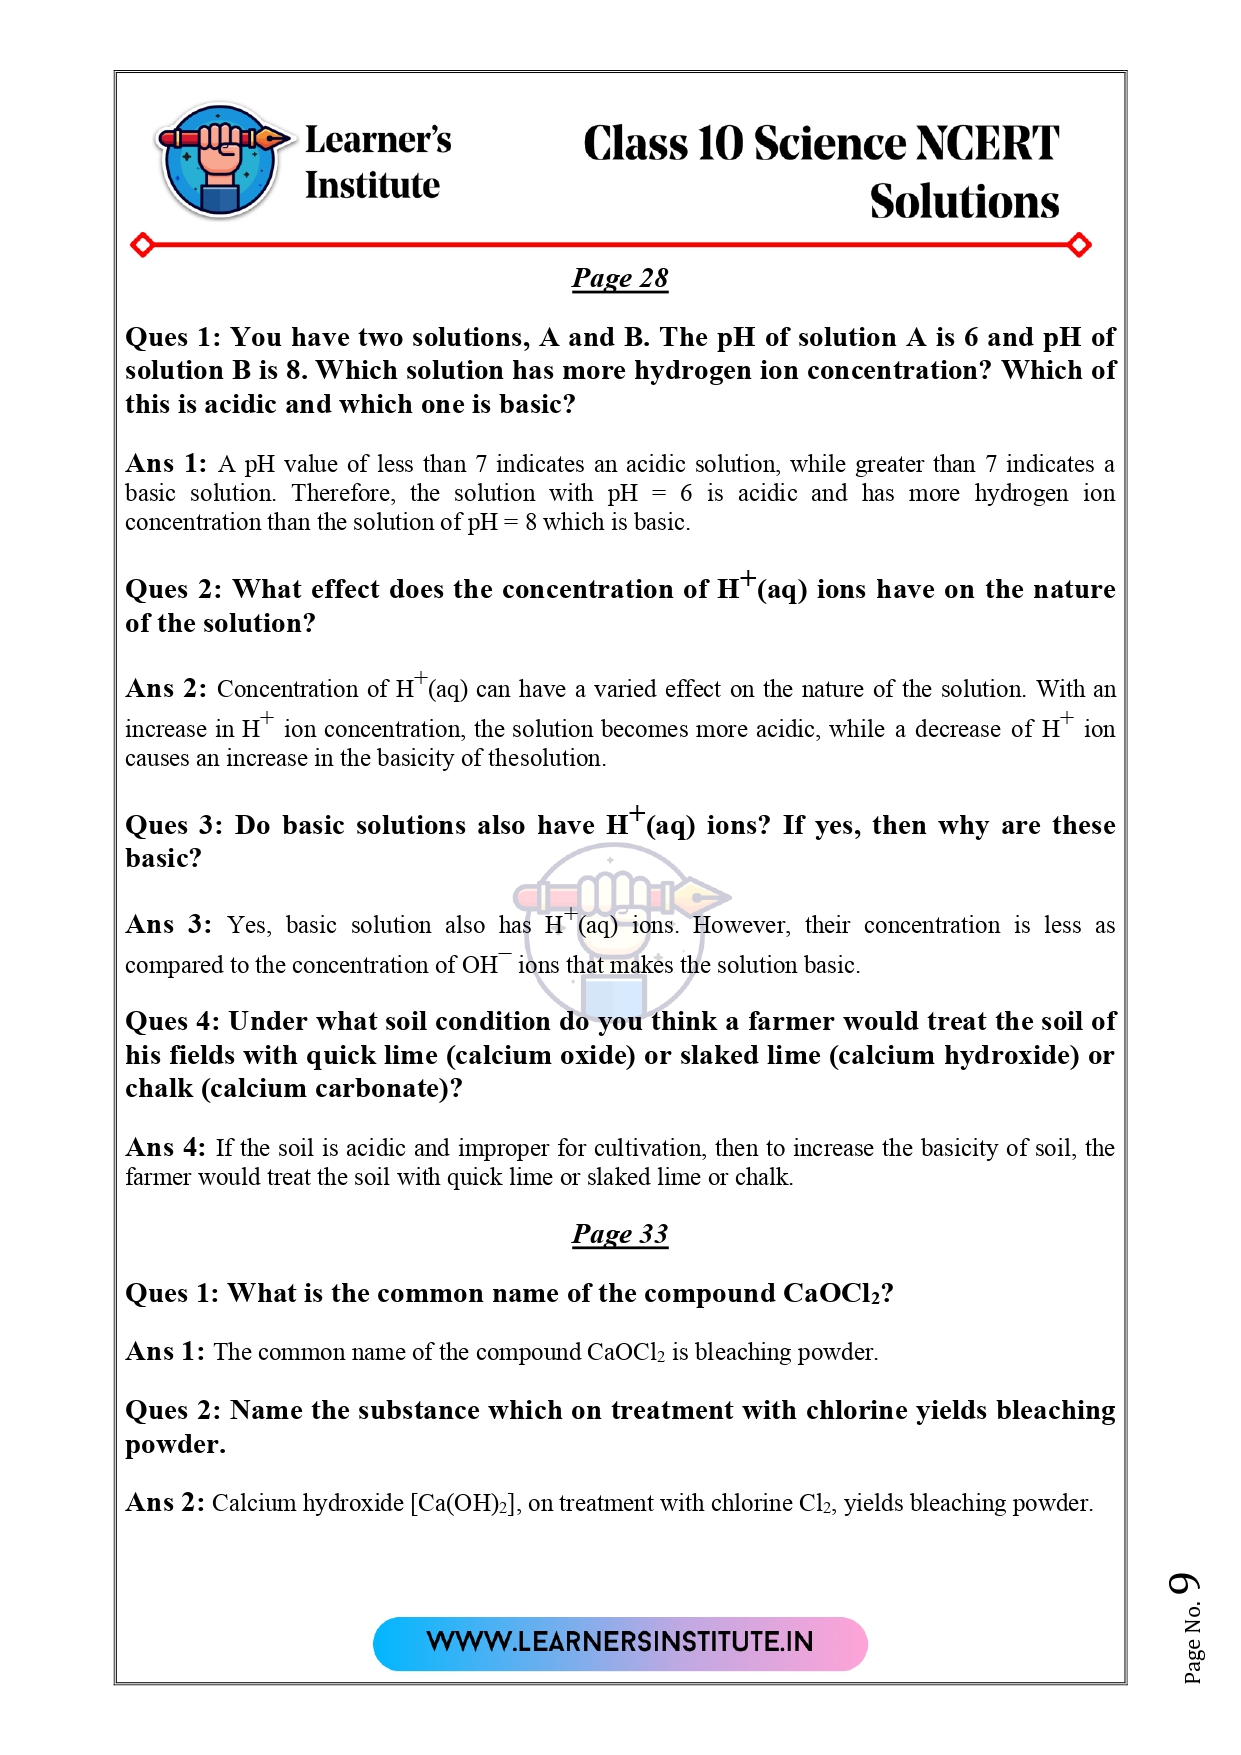 Learner's
Institute
Class 10 Science NCERT
Solutions
Page 28
Ques 1: You have two solutions, A and B. The pH of solution A is 6 and pH of
solution B is 8. Which solution has more hydrogen ion concentration? Which of
this is acidic and which one is basic?
Ans 1: A pH value of less than 7 indicates an acidic solution, while greater than 7 indicates a
basic solution. Therefore, the solution with pH = 6 is acidic and has more hydrogen ion
concentration than the solution of pH = 8 which is basic.
Ques 2: What effect does the concentration of H⁺(aq) ions have on the nature
of the solution?
Ans 2: Concentration of H⁺(aq) can have a varied effect on the nature of the solution. With an
increase in H⁺ ion concentration, the solution becomes more acidic, while a decrease of H⁺ ion
causes an increase in the basicity of thesolution.
Ques 3: Do basic solutions also have H⁺(aq) ions? If yes, then why are these
basic?
Ans 3: Yes, basic solution also has H⁺(aq) ions. However, their concentration is less as
compared to the concentration of OH⁻ ions that makes the solution basic.
Ques 4: Under what soil condition do you think a farmer would treat the soil of
his fields with quick lime (calcium oxide) or slaked lime (calcium hydroxide) or
chalk (calcium carbonate)?
Ans 4: If the soil is acidic and improper for cultivation, then to increase the basicity of soil, the
farmer would treat the soil with quick lime or slaked lime or chalk.
Page 33
Ques 1: What is the common name of the compound CaOCl₂?
Ans 1: The common name of the compound CaOCl₂ is bleaching powder.
Ques 2: Name the substance which on treatment with chlorine yields bleaching
powder.
Ans 2: Calcium hydroxide [Ca(OH)₂], on treatment with chlorine Cl₂, yields bleaching powder.
WWW.LEARNERSINSTITUTE.IN
Page No. 9